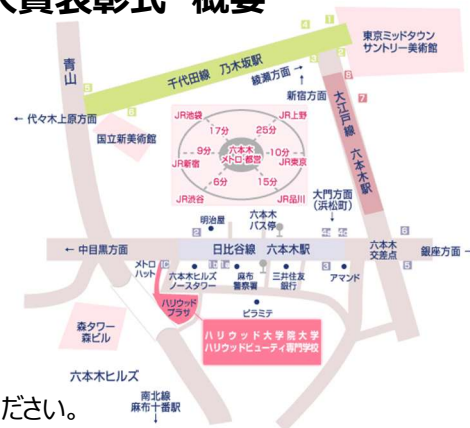 大賞表彰式 概要
青山
千代田線 乃木坂駅
綾瀬方面→
新宿方面
東京ミッドタウン
サントリー美術館
← 代々木上原方面
国立新美術館
大江戸線 六本木駅
JR池袋
JR上野
17分
25分
9分
六本木
メトロ・都営
10分
JR新宿
JR東京
6分
15分
JR渋谷
JR品川
大門方面
(浜松町)
明治屋
六本木
バス停
← 中目黒方面
日比谷線 六本木駅
六本木
交差点
銀座方面→
メトロ
ハット
六本木ヒルズ
ノースタワー
麻布
警察署
三井住友
銀行
アマンド
ハリウッド
プラザ
ピラミデ
森タワー
森ビル
ハリウッド大学院大学
ハリウッドビューティ専門学校
六本木ヒルズ
南北線
麻布十番駅
↓
ださい。